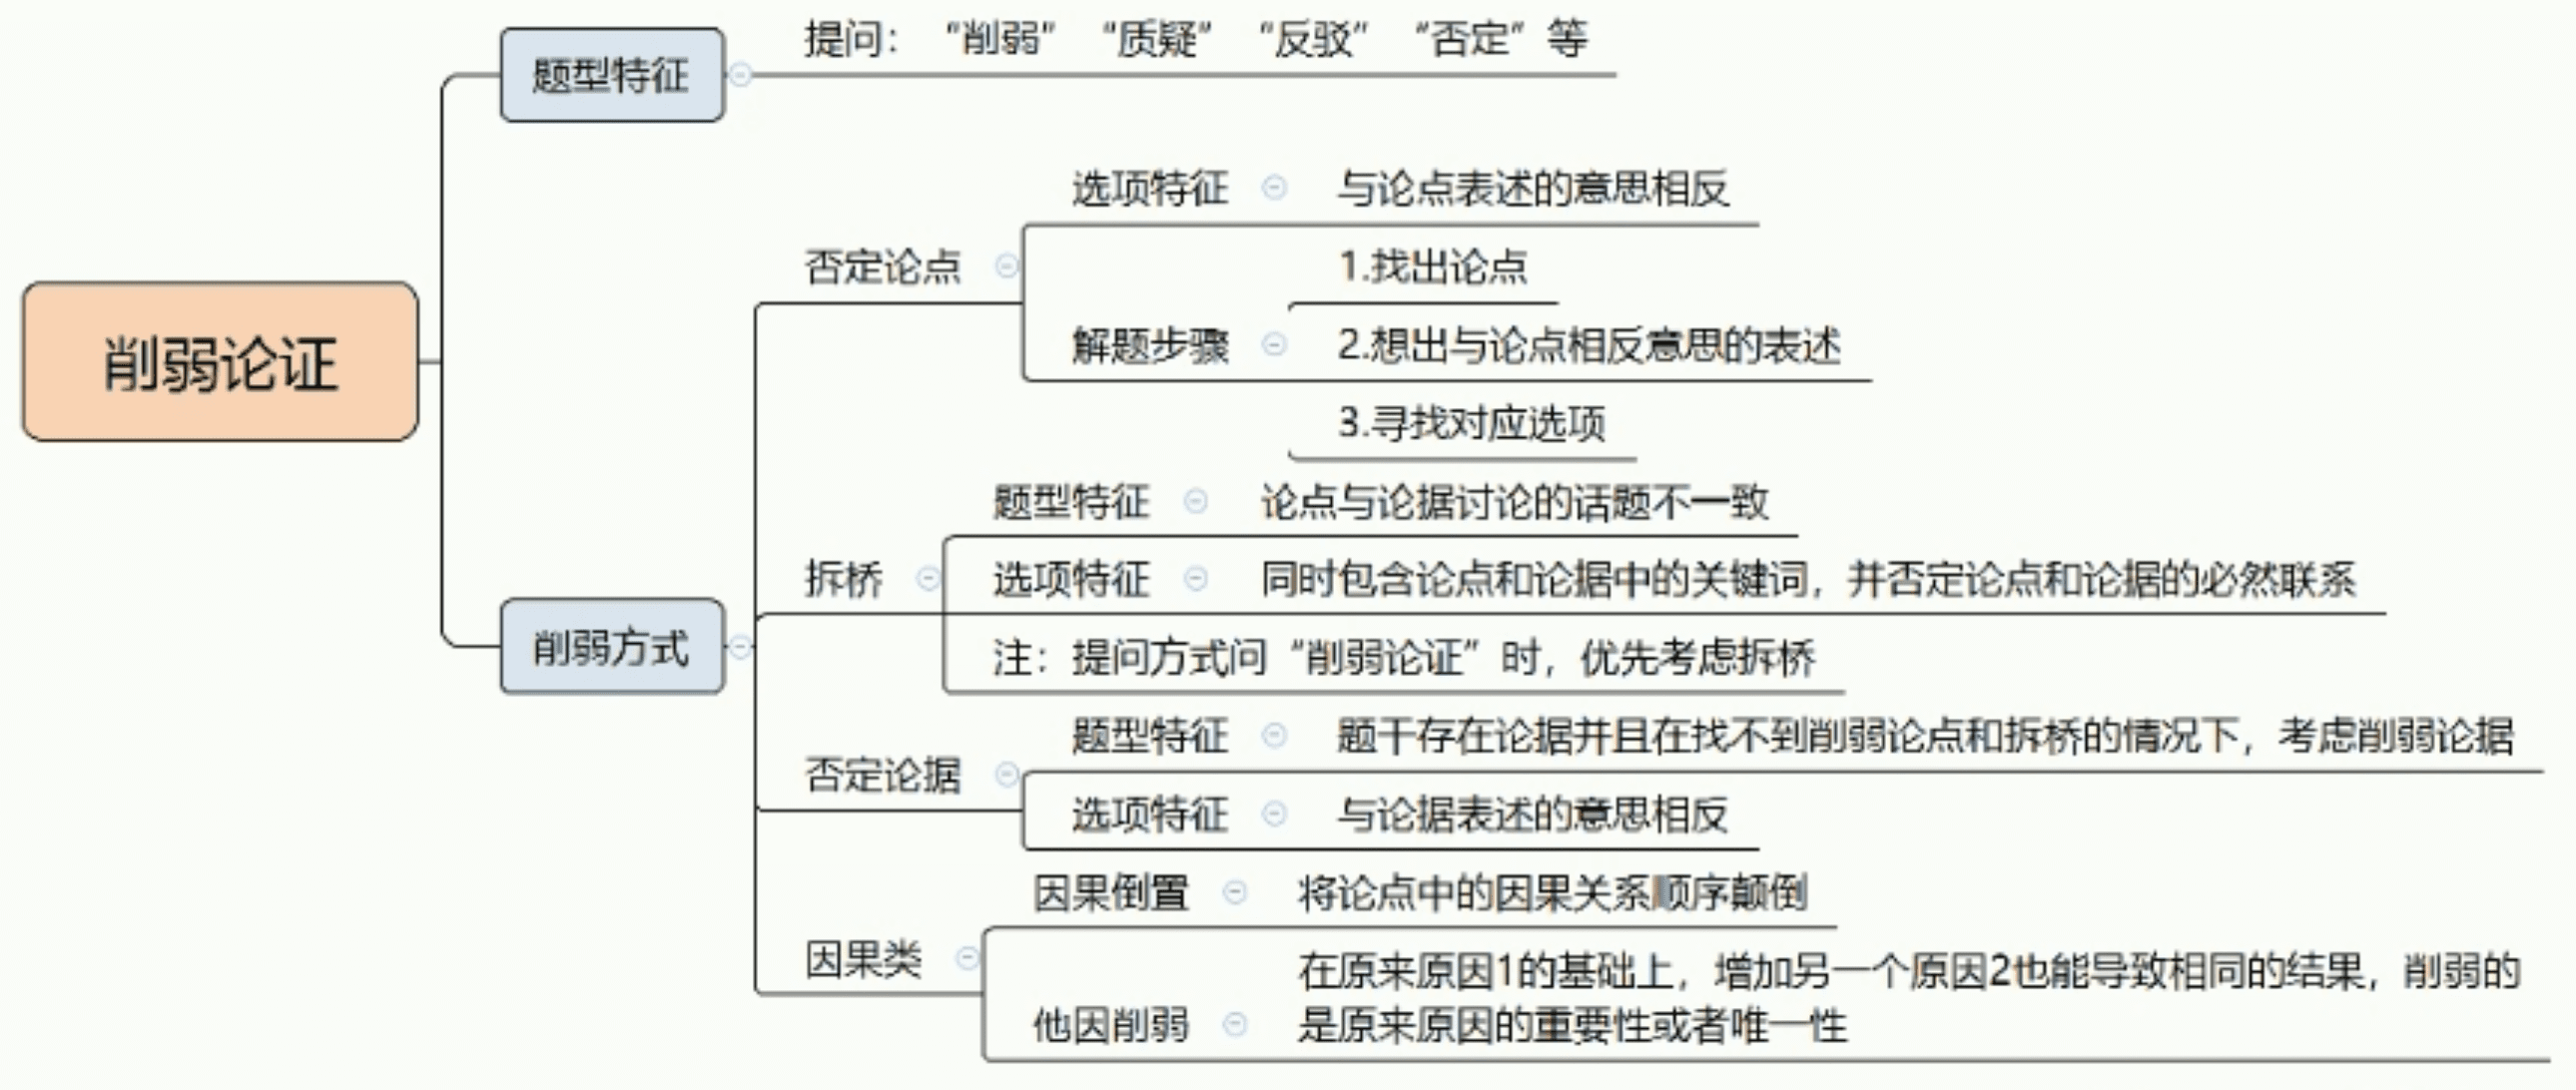 削弱论证
题型特征
提问：“削弱” “质疑” “反驳” “否定”等
削弱方式
否定论点
选项特征
与论点表述的意思相反
解题步骤
1.找出论点
2.想出与论点相反意思的表述
3.寻找对应选项
拆桥
题型特征
论点与论据讨论的话题不一致
选项特征
同时包含论点和论据中的关键词，并否定论点和论据的必然联系
注：提问方式问“削弱论证”时，优先考虑拆桥
否定论据
题型特征
题干存在论据并且在找不到削弱论点和拆桥的情况下，考虑削弱论据
选项特征
与论据表述的意思相反
因果类
因果倒置
将论点中的因果关系顺序颠倒
他因削弱
在原来原因1的基础上，增加另一个原因2也能导致相同的结果，削弱的
是原来原因的重要性或者唯一性